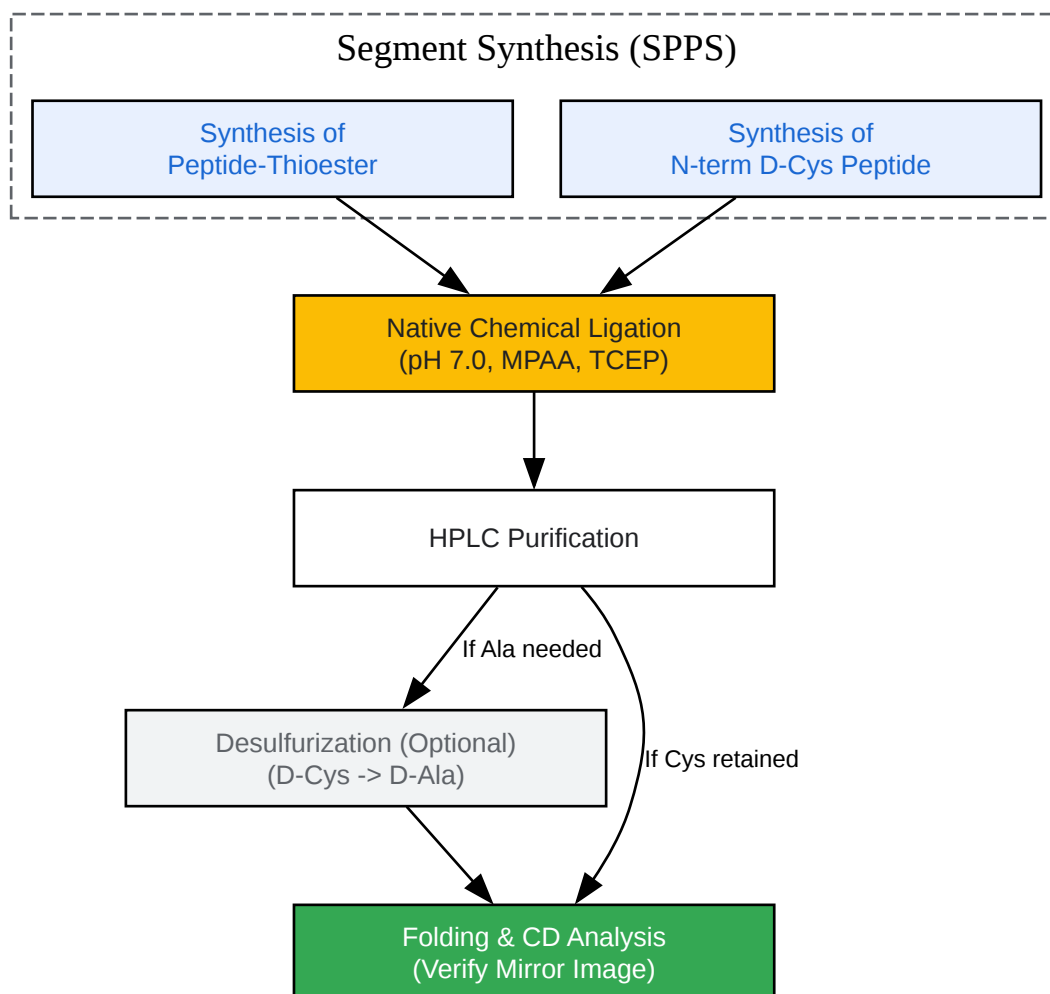 Segment Synthesis (SPPS)
Synthesis of
Peptide-Thioester
Synthesis of
N-term D-Cys Peptide
Native Chemical Ligation
(pH 7.0, MPAA, TCEP)
HPLC Purification
If Ala needed
Desulfurization (Optional)
(D-Cys -> D-Ala)
If Cys retained
Folding & CD Analysis
(Verify Mirror Image)